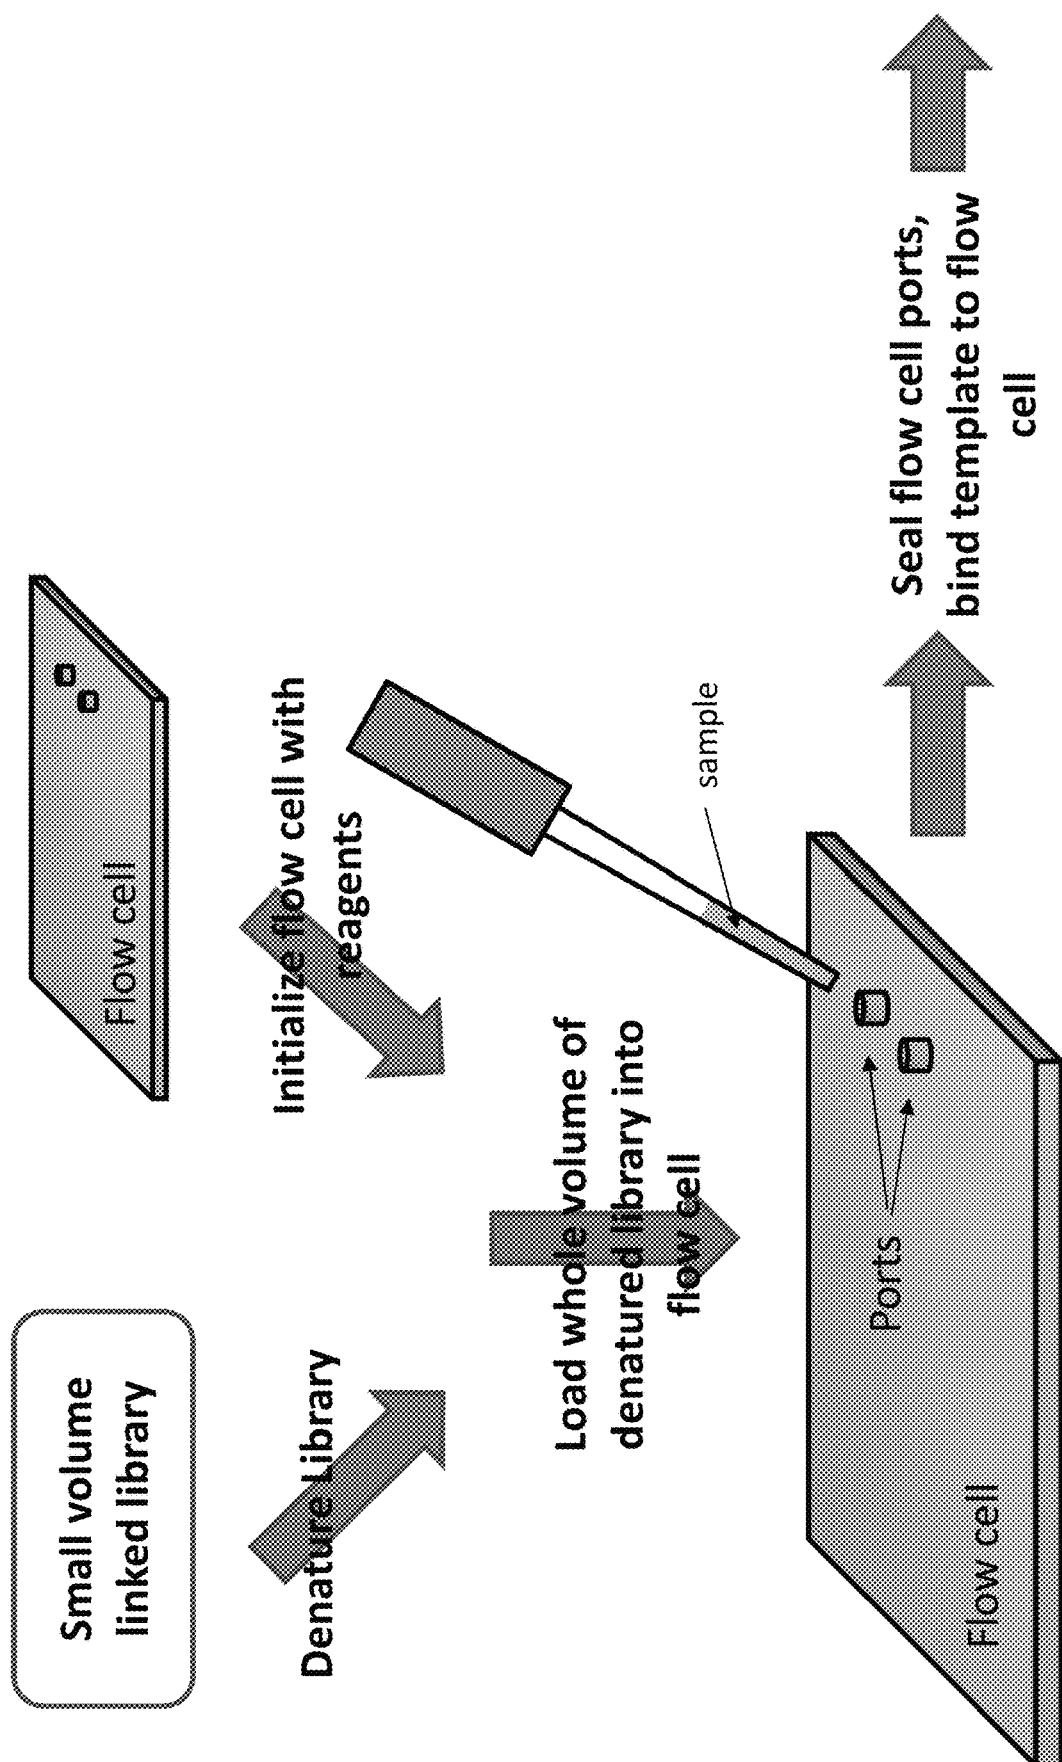 Small volume
linked library
Flow cell
Denature Library
Initialize flow cell with
reagents
Load whole volume of
denatured library into
flow cell
sample
Ports
Flow cell
Seal flow cell ports,
bind template to flow
cell